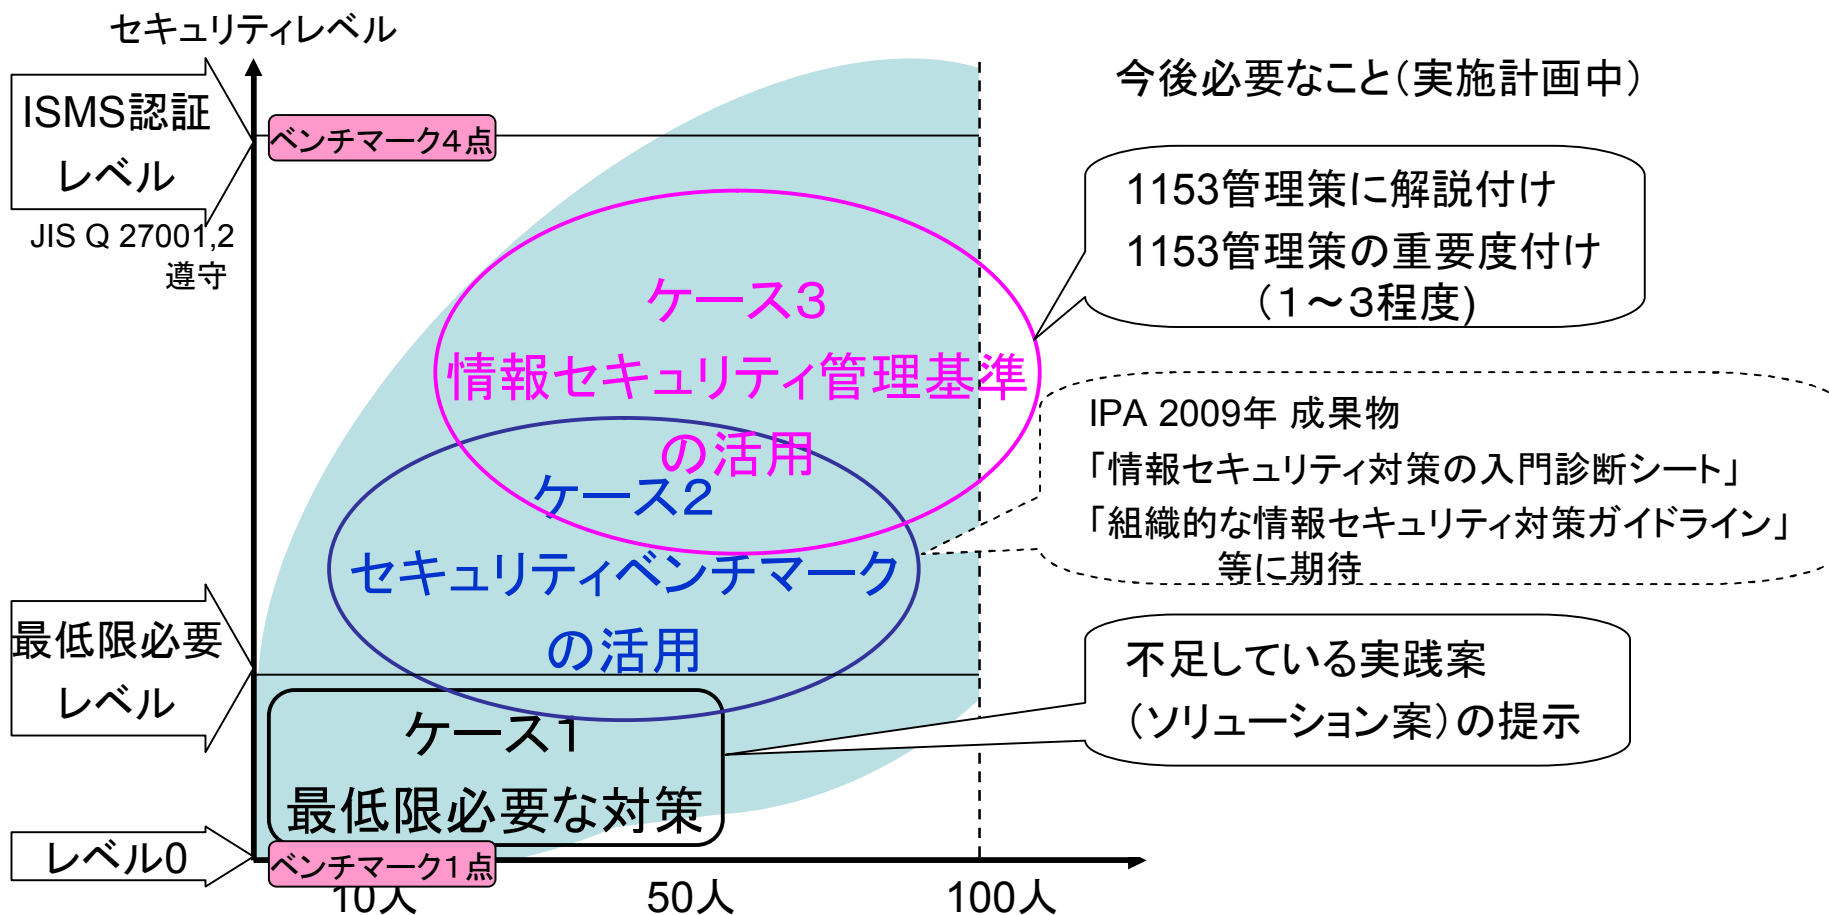 セキュリティレベル
今後必要なこと（実施計画中）
ISMS認証
レベル
JIS Q 27001,2
遵守
ベンチマーク４点
1153管理策に解説付け
1153管理策の重要度付け
（１～３程度)
ケース３
情報セキュリティ管理基準
の活用
IPA 2009年 成果物
「情報セキュリティ対策の入門診断シート」
「組織的な情報セキュリティ対策ガイドライン」
等に期待
ケース２
セキュリティベンチマーク
の活用
最低限必要
レベル
不足している実践案
（ソリューション案）の提示
ケース１
最低限必要な対策
レベル0
ベンチマーク１点
10人
50人
100人